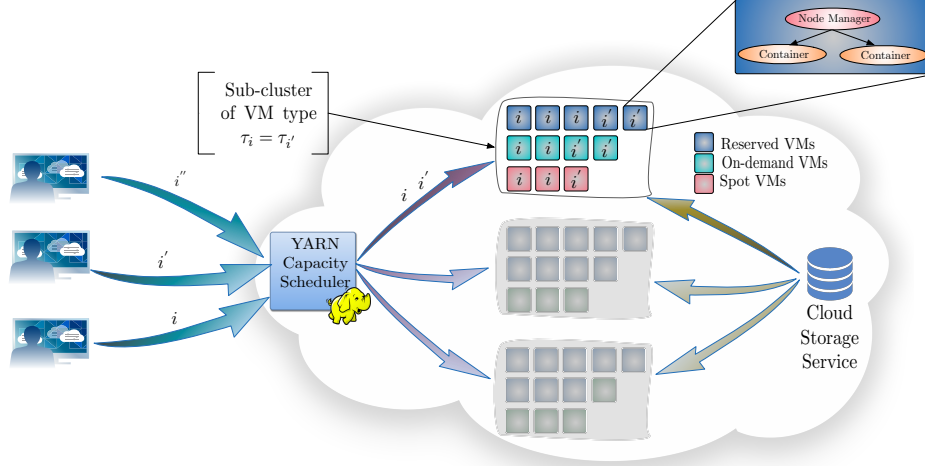 Node Manager
Container Container
Sub-cluster
of VM type
τᵢ = τᵢ′
i i i i′ i′
i i i′ i′
i i i′
Reserved VMs
On-demand VMs
Spot VMs
i″
i i′
i′
i
YARN
Capacity
Scheduler
Cloud
Storage
Service